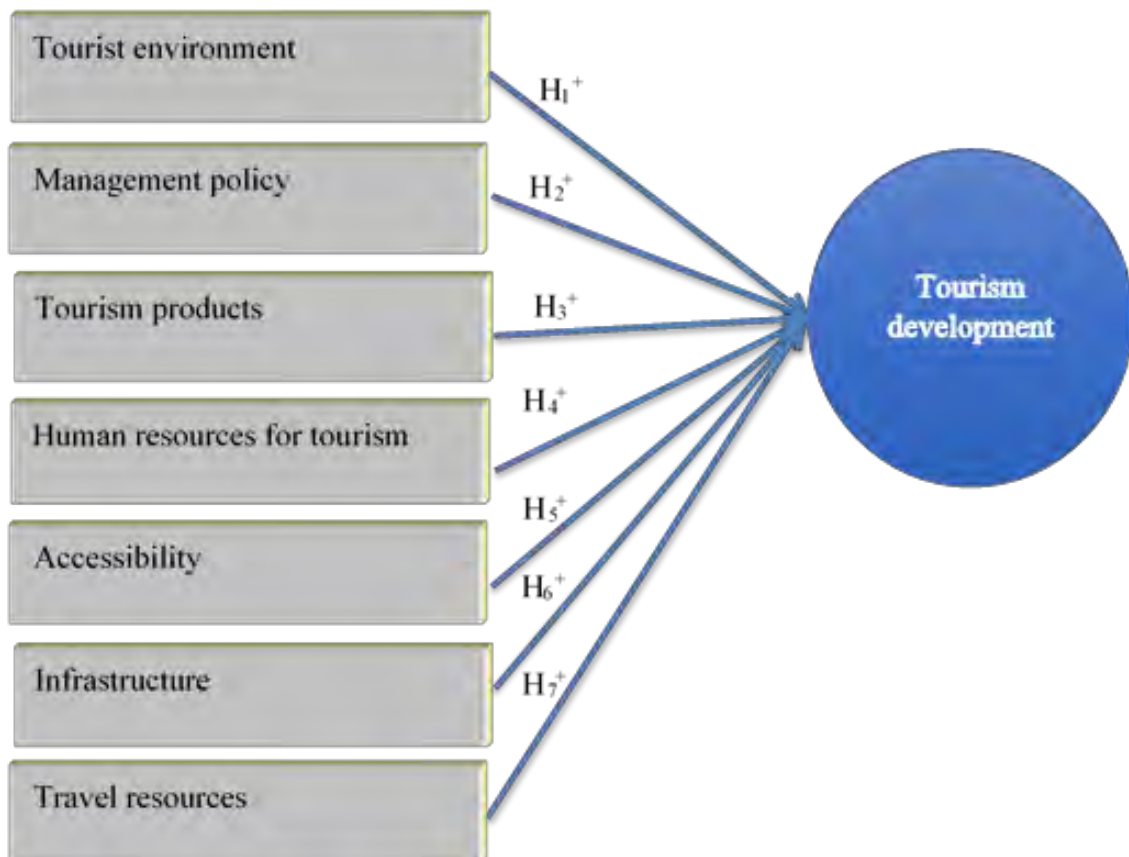 Tourist environment
H₁⁺
Management policy
H₂⁺
Tourism products
H₃⁺
Human resources for tourism
H₄⁺
Accessibility
H₅⁺
Infrastructure
H₆⁺
Travel resources
H₇⁺
Tourism
development